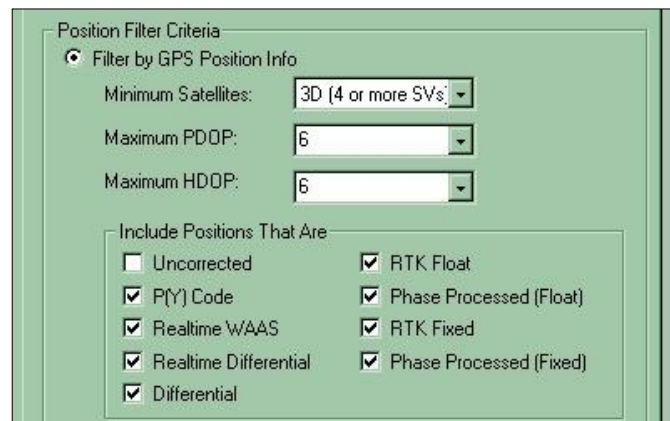 Position Filter Criteria
Filter by GPS Position Info
Minimum Satellites: 3D (4 or more SVs)
Maximum PDOP: 6
Maximum HDOP: 6
Include Positions That Are
Uncorrected
P(Y) Code
Realtime WAAS
Realtime Differential
Differential
RTK Float
Phase Processed (Float)
RTK Fixed
Phase Processed (Fixed)